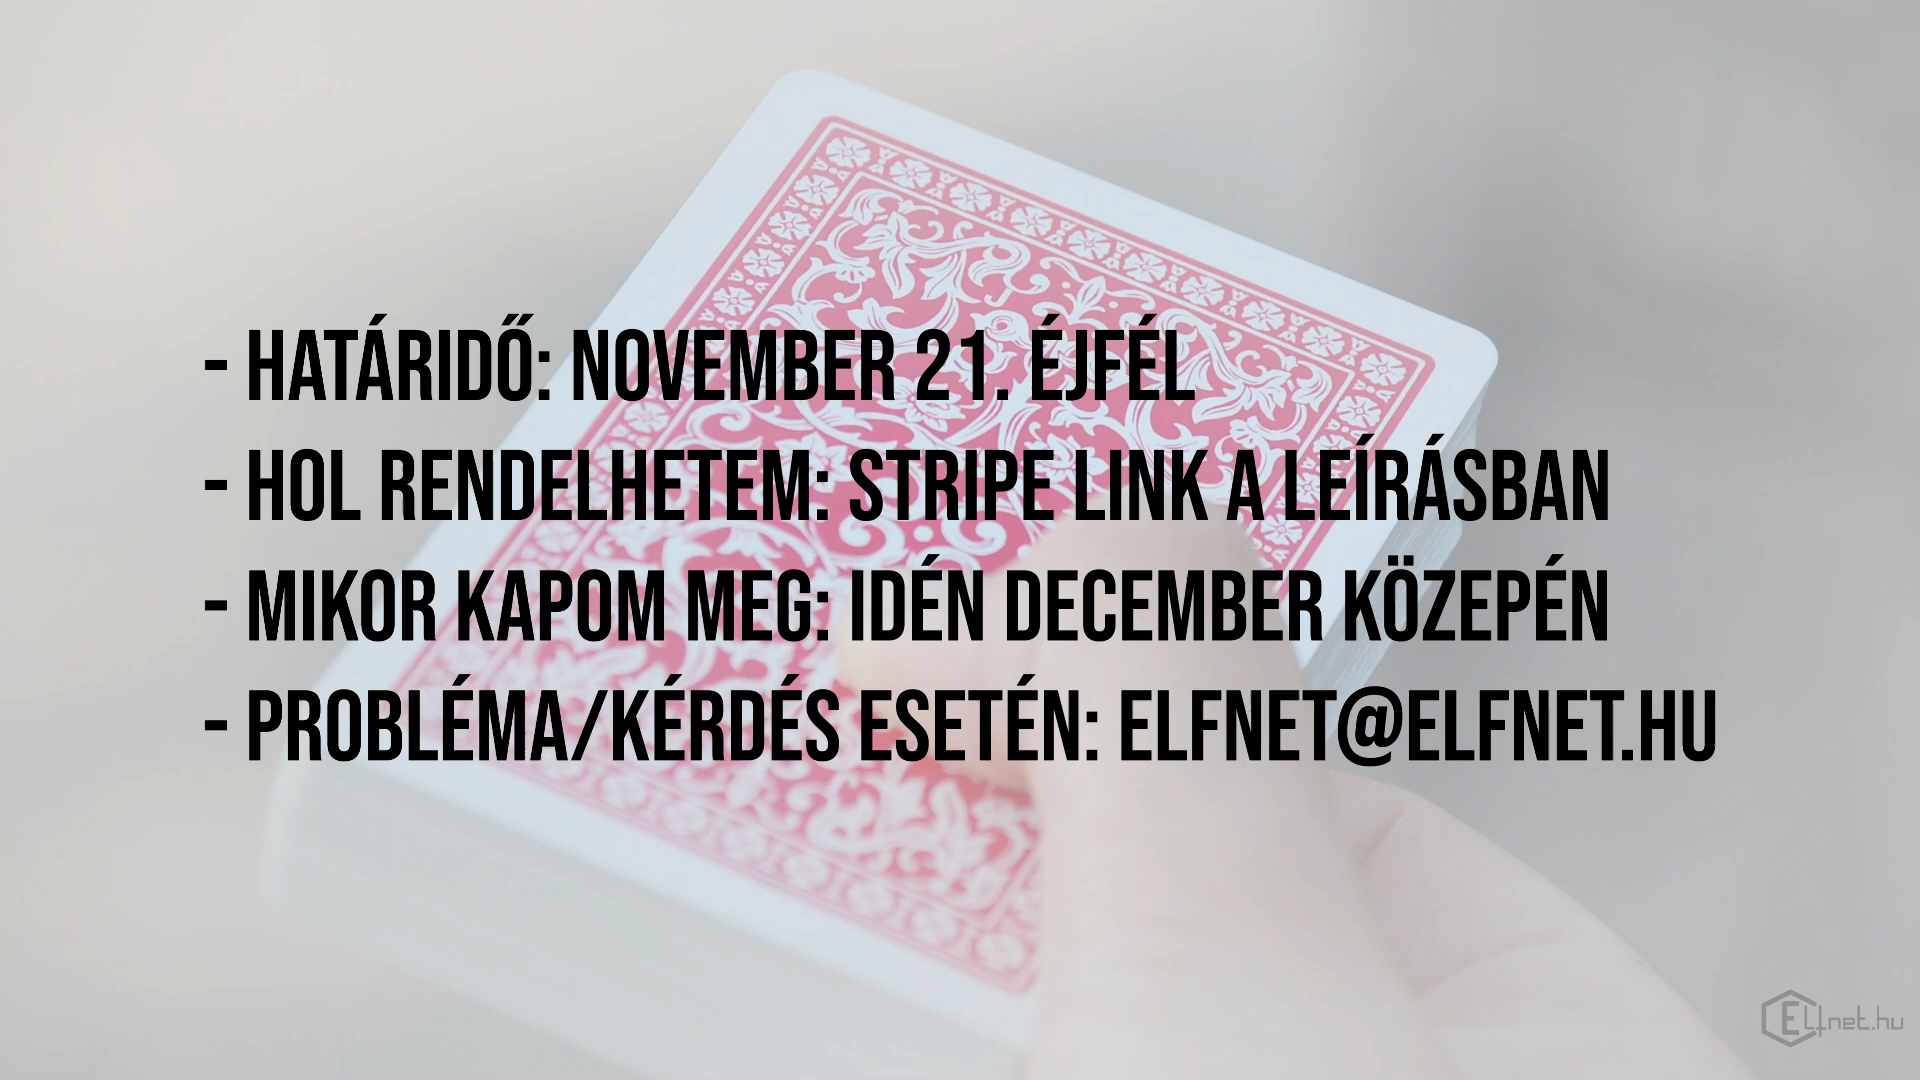 - HATÁRIDŐ: NOVEMBER 21. ÉJFÉL
- HOL RENDELHETEM: STRIPE LINK A LEÍRÁSBAN
- MIKOR KAPOM MEG: IDÉN DECEMBER KÖZEPÉN
- PROBLÉMA/KÉRDÉS ESETÉN: ELFNET@ELFNET.HU
Elfnet.hu